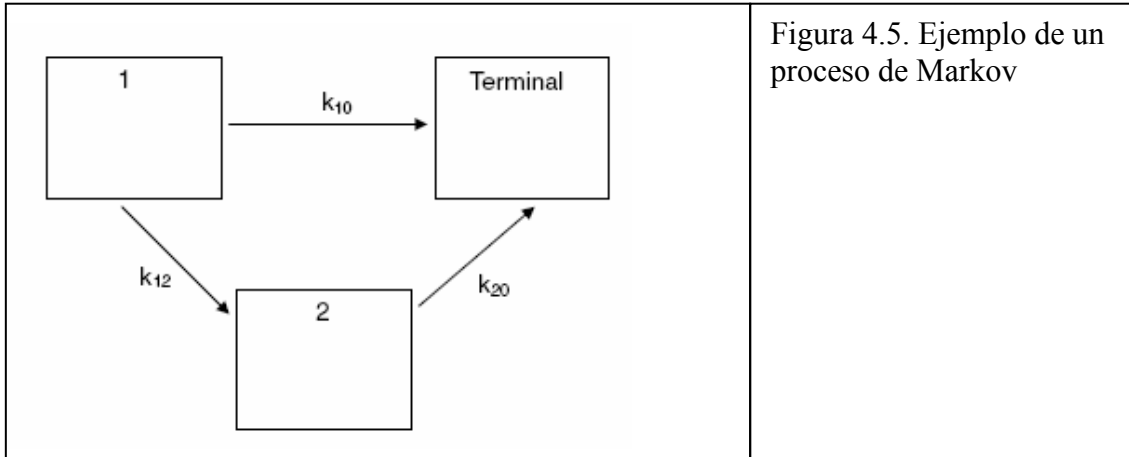 1
Terminal
k₁₀
k₁₂
k₂₀
2
Figura 4.5. Ejemplo de un
proceso de Markov